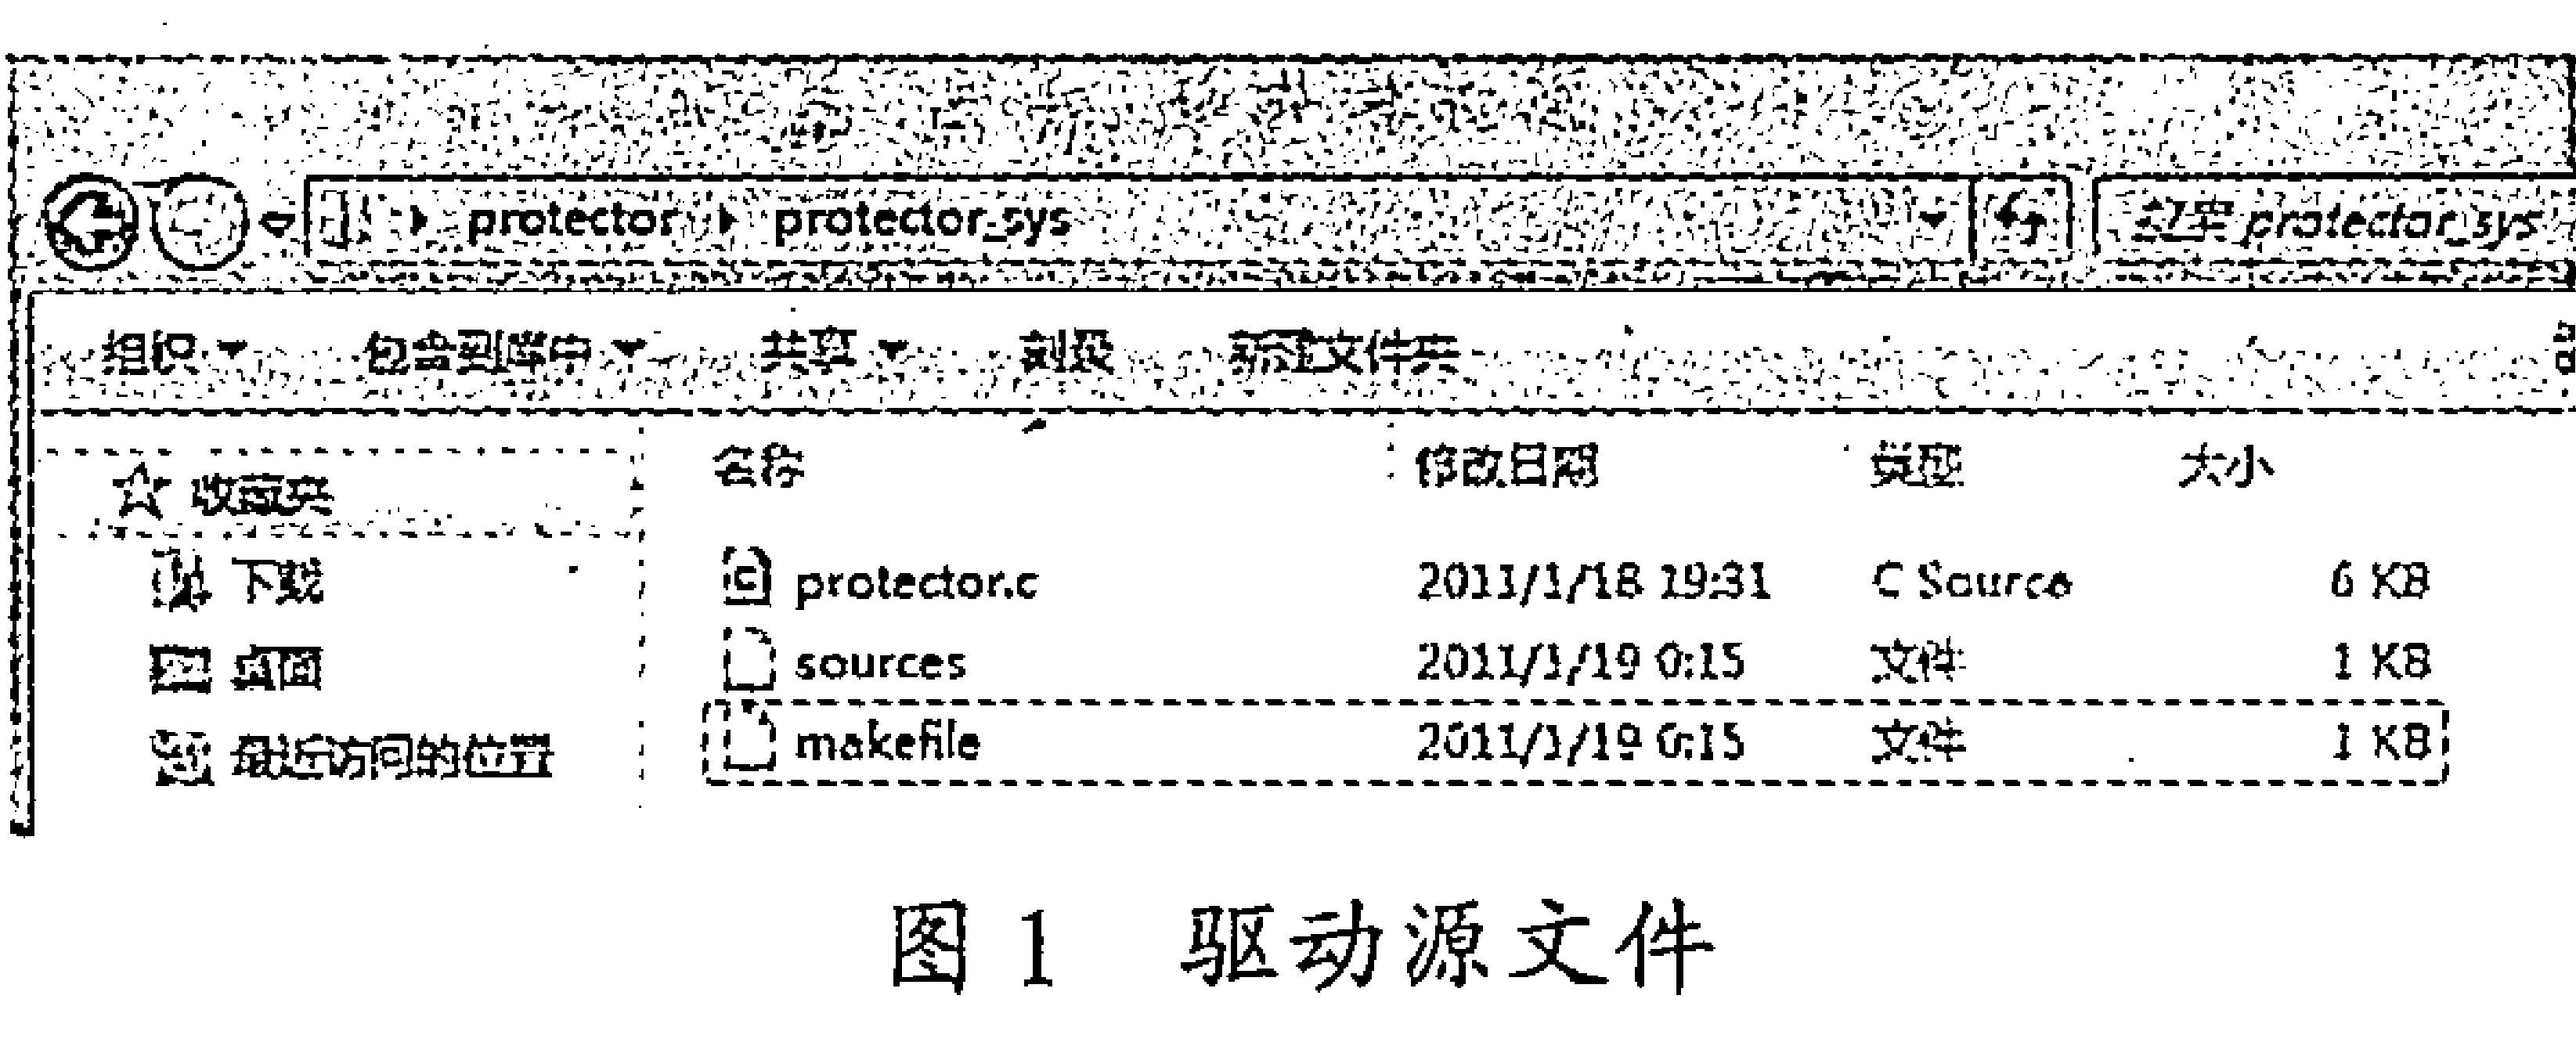 protector ▸ protector_sys
protector_sys
组织 包含到库中 共享 刻录 新建文件夹
名称 修改日期 类型 大小
收藏夹
下载
桌面
最近访问的位置
protector.c 2011/1/18 19:31 C Source 6 KB
sources 2011/1/19 0:15 文件 1 KB
makefile 2011/1/19 0:15 文件 1 KB
图 1 驱动源文件